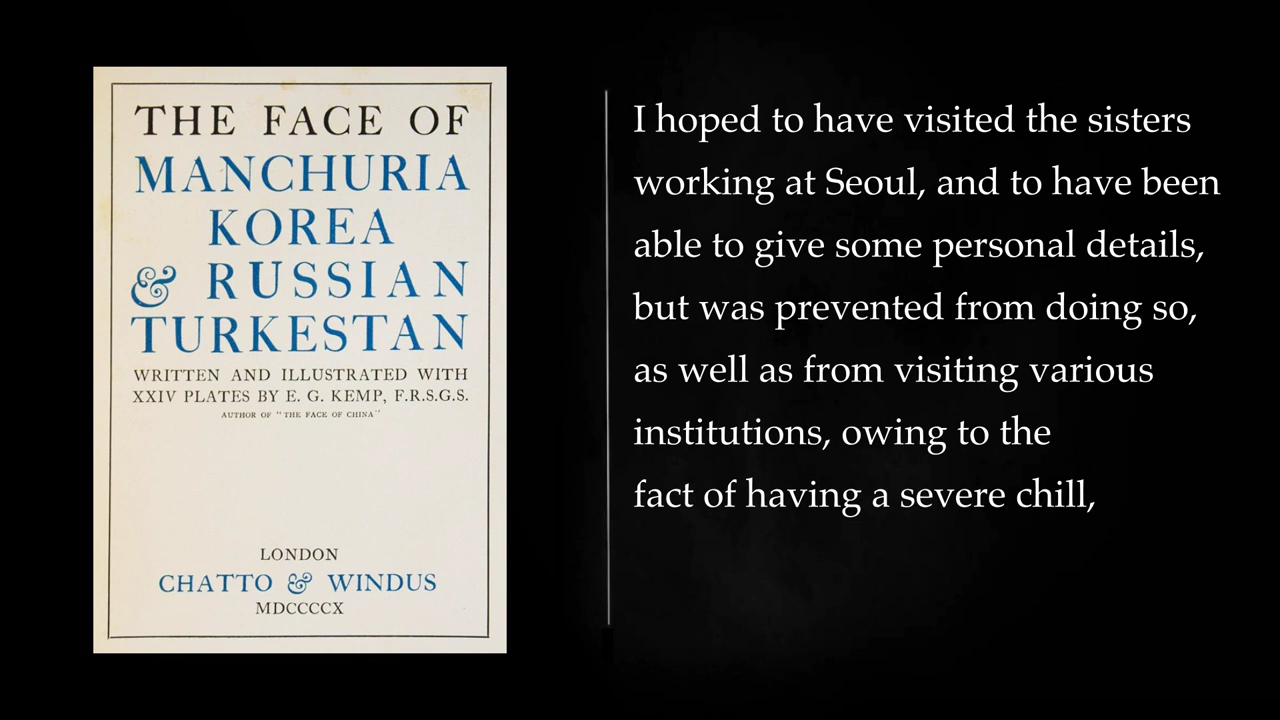 THE FACE OF
MANCHURIA
KOREA
& RUSSIAN
TURKESTAN
WRITTEN AND ILLUSTRATED WITH
XXIV PLATES BY E. G. KEMP, F.R.S.G.S.
AUTHOR OF "THE FACE OF CHINA"
LONDON
CHATTO & WINDUS
MDCCCCX
I hoped to have visited the sisters
working at Seoul, and to have been
able to give some personal details,
but was prevented from doing so,
as well as from visiting various
institutions, owing to the
fact of having a severe chill,